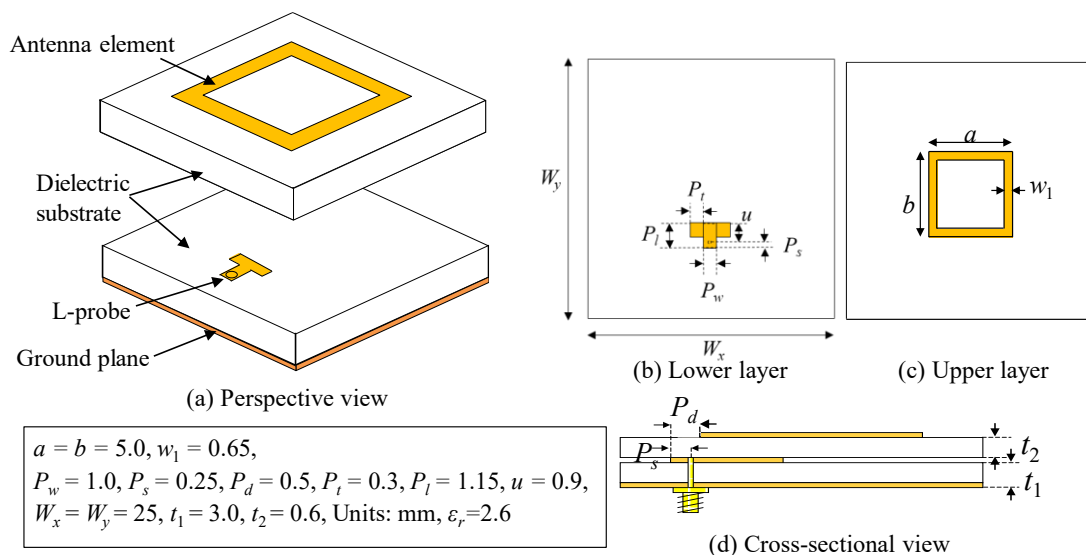 Antenna element
Dielectric
substrate
L-probe
Ground plane
(a) Perspective view
W_y
P_t
u
P_l
P_s
P_w
W_x
(b) Lower layer
a
b
w_1
(c) Upper layer
a = b = 5.0, w_1 = 0.65,
P_w = 1.0, P_s = 0.25, P_d = 0.5, P_t = 0.3, P_l = 1.15, u = 0.9,
W_x = W_y = 25, t_1 = 3.0, t_2 = 0.6, Units: mm, ε_r=2.6
P_d
P_s
t_2
t_1
(d) Cross-sectional view